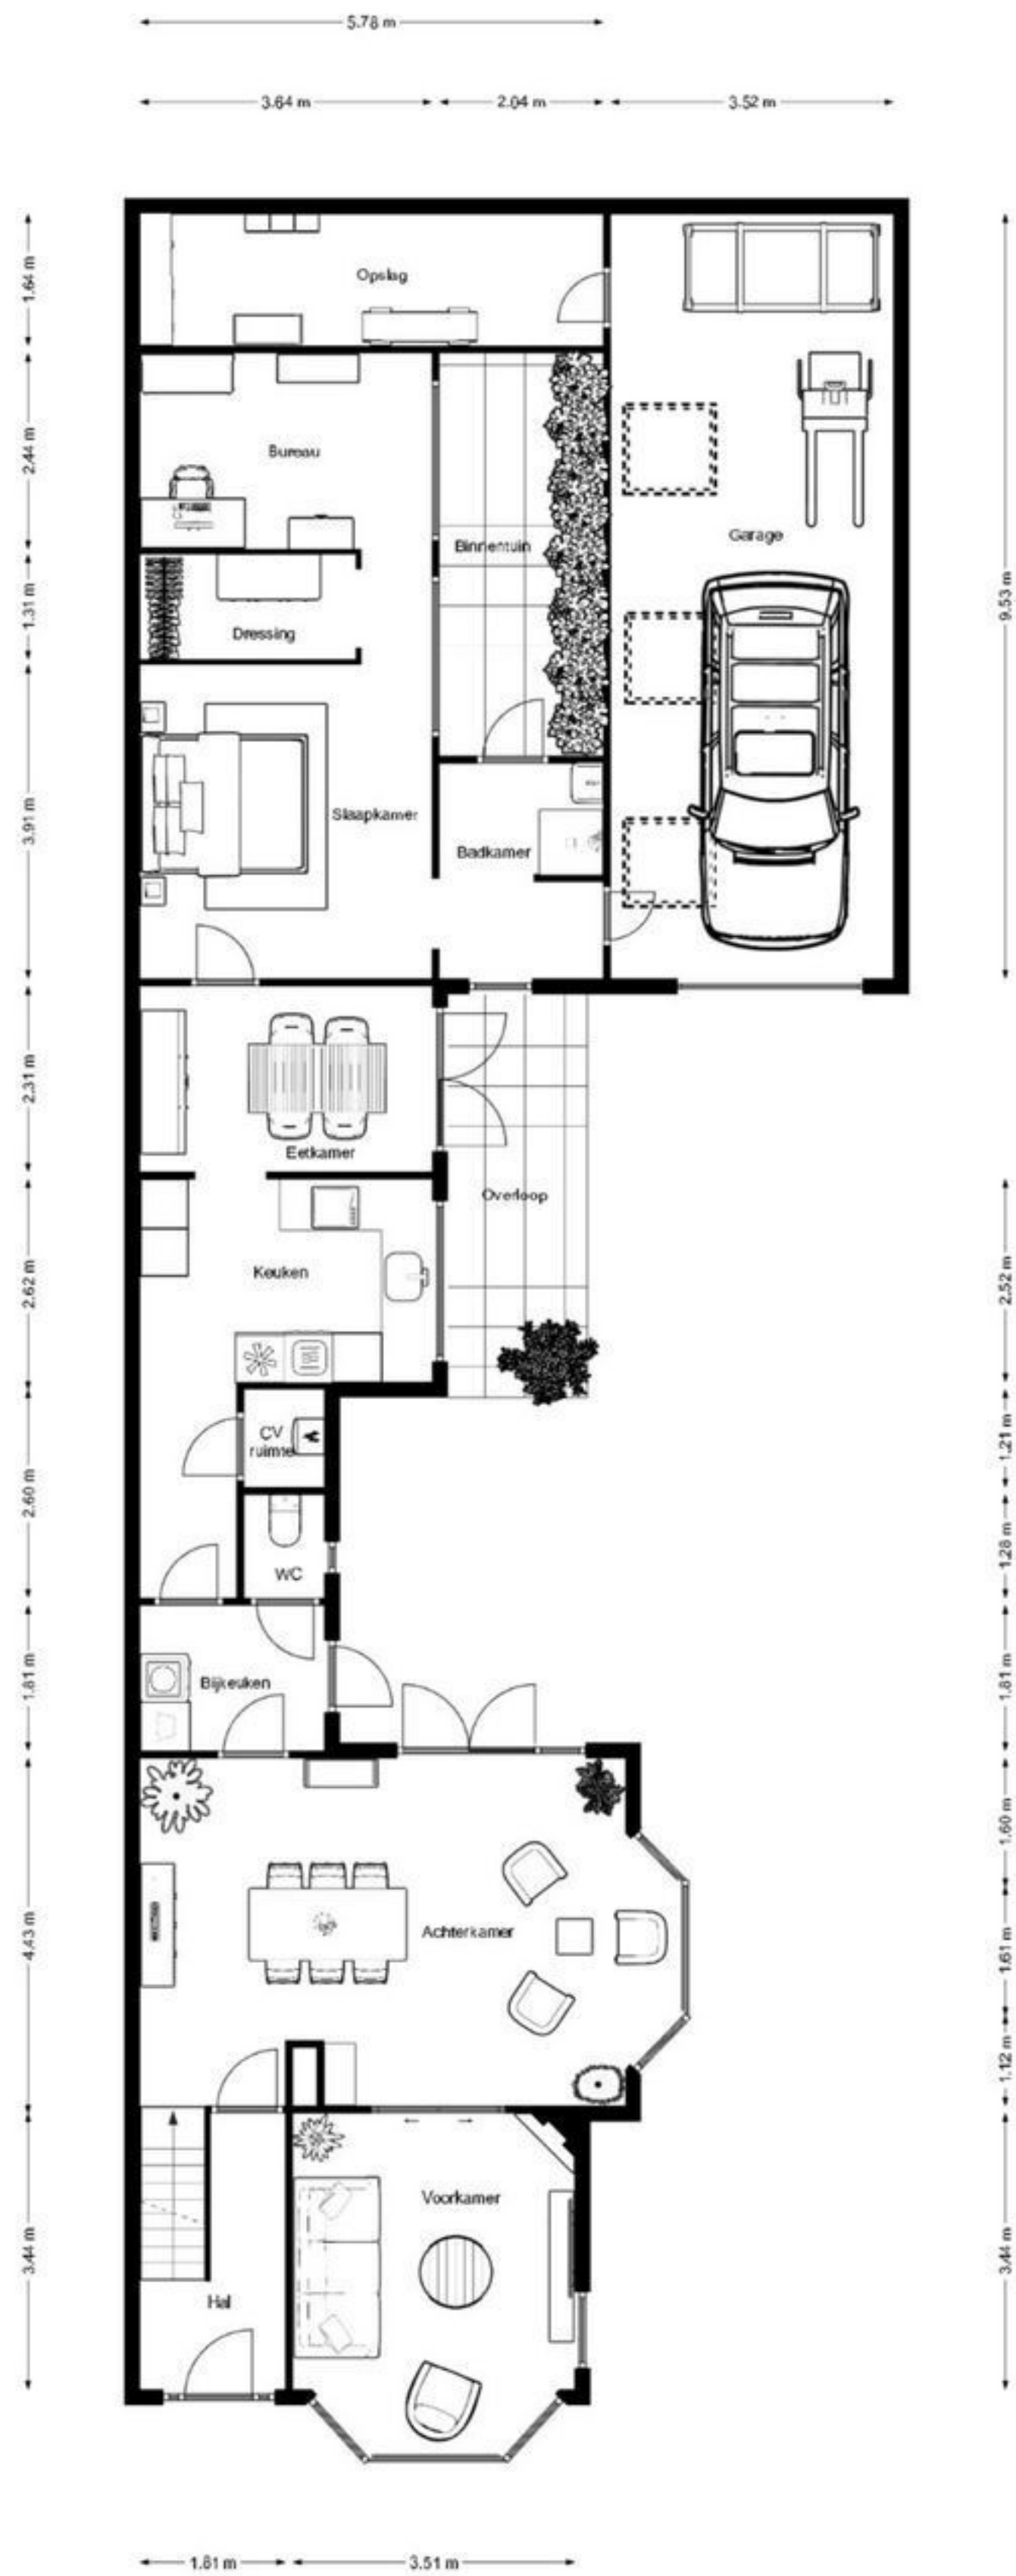 5.78 m
3.64 m
2.04 m
3.52 m
1.64 m
Opslag
2.44 m
Bureau
Binnentuin
Garage
1.31 m
Dressing
9.53 m
3.91 m
Slaapkamer
Badkamer
2.31 m
Eetkamer
Overloop
2.62 m
Keuken
2.52 m
CV
ruimte
1.21 m
2.60 m
WC
1.28 m
1.81 m
Bijkeuken
1.81 m
1.60 m
4.43 m
Achterkamer
1.61 m
1.12 m
Voorkamer
3.44 m
Hal
3.44 m
1.81 m
3.51 m